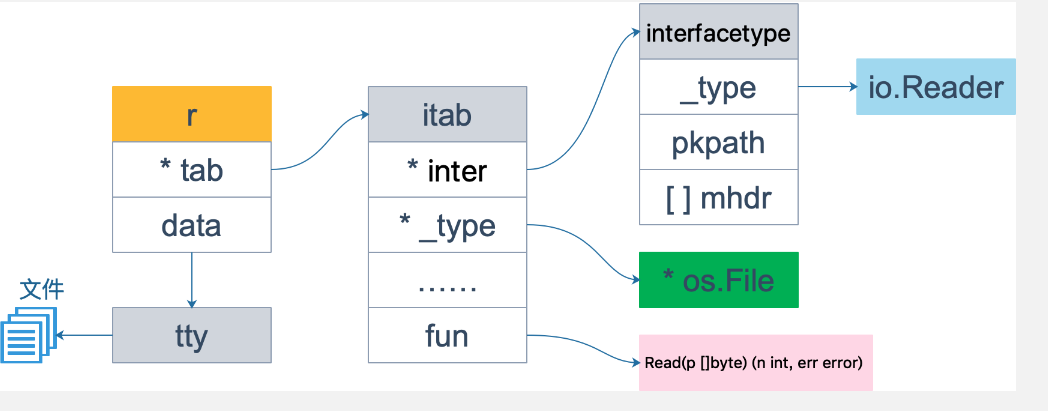 r
* tab
data
文件
tty
itab
* inter
* _type
......
fun
interfacetype
_type
pkpath
[ ] mhdr
io.Reader
* os.File
Read(p []byte) (n int, err error)